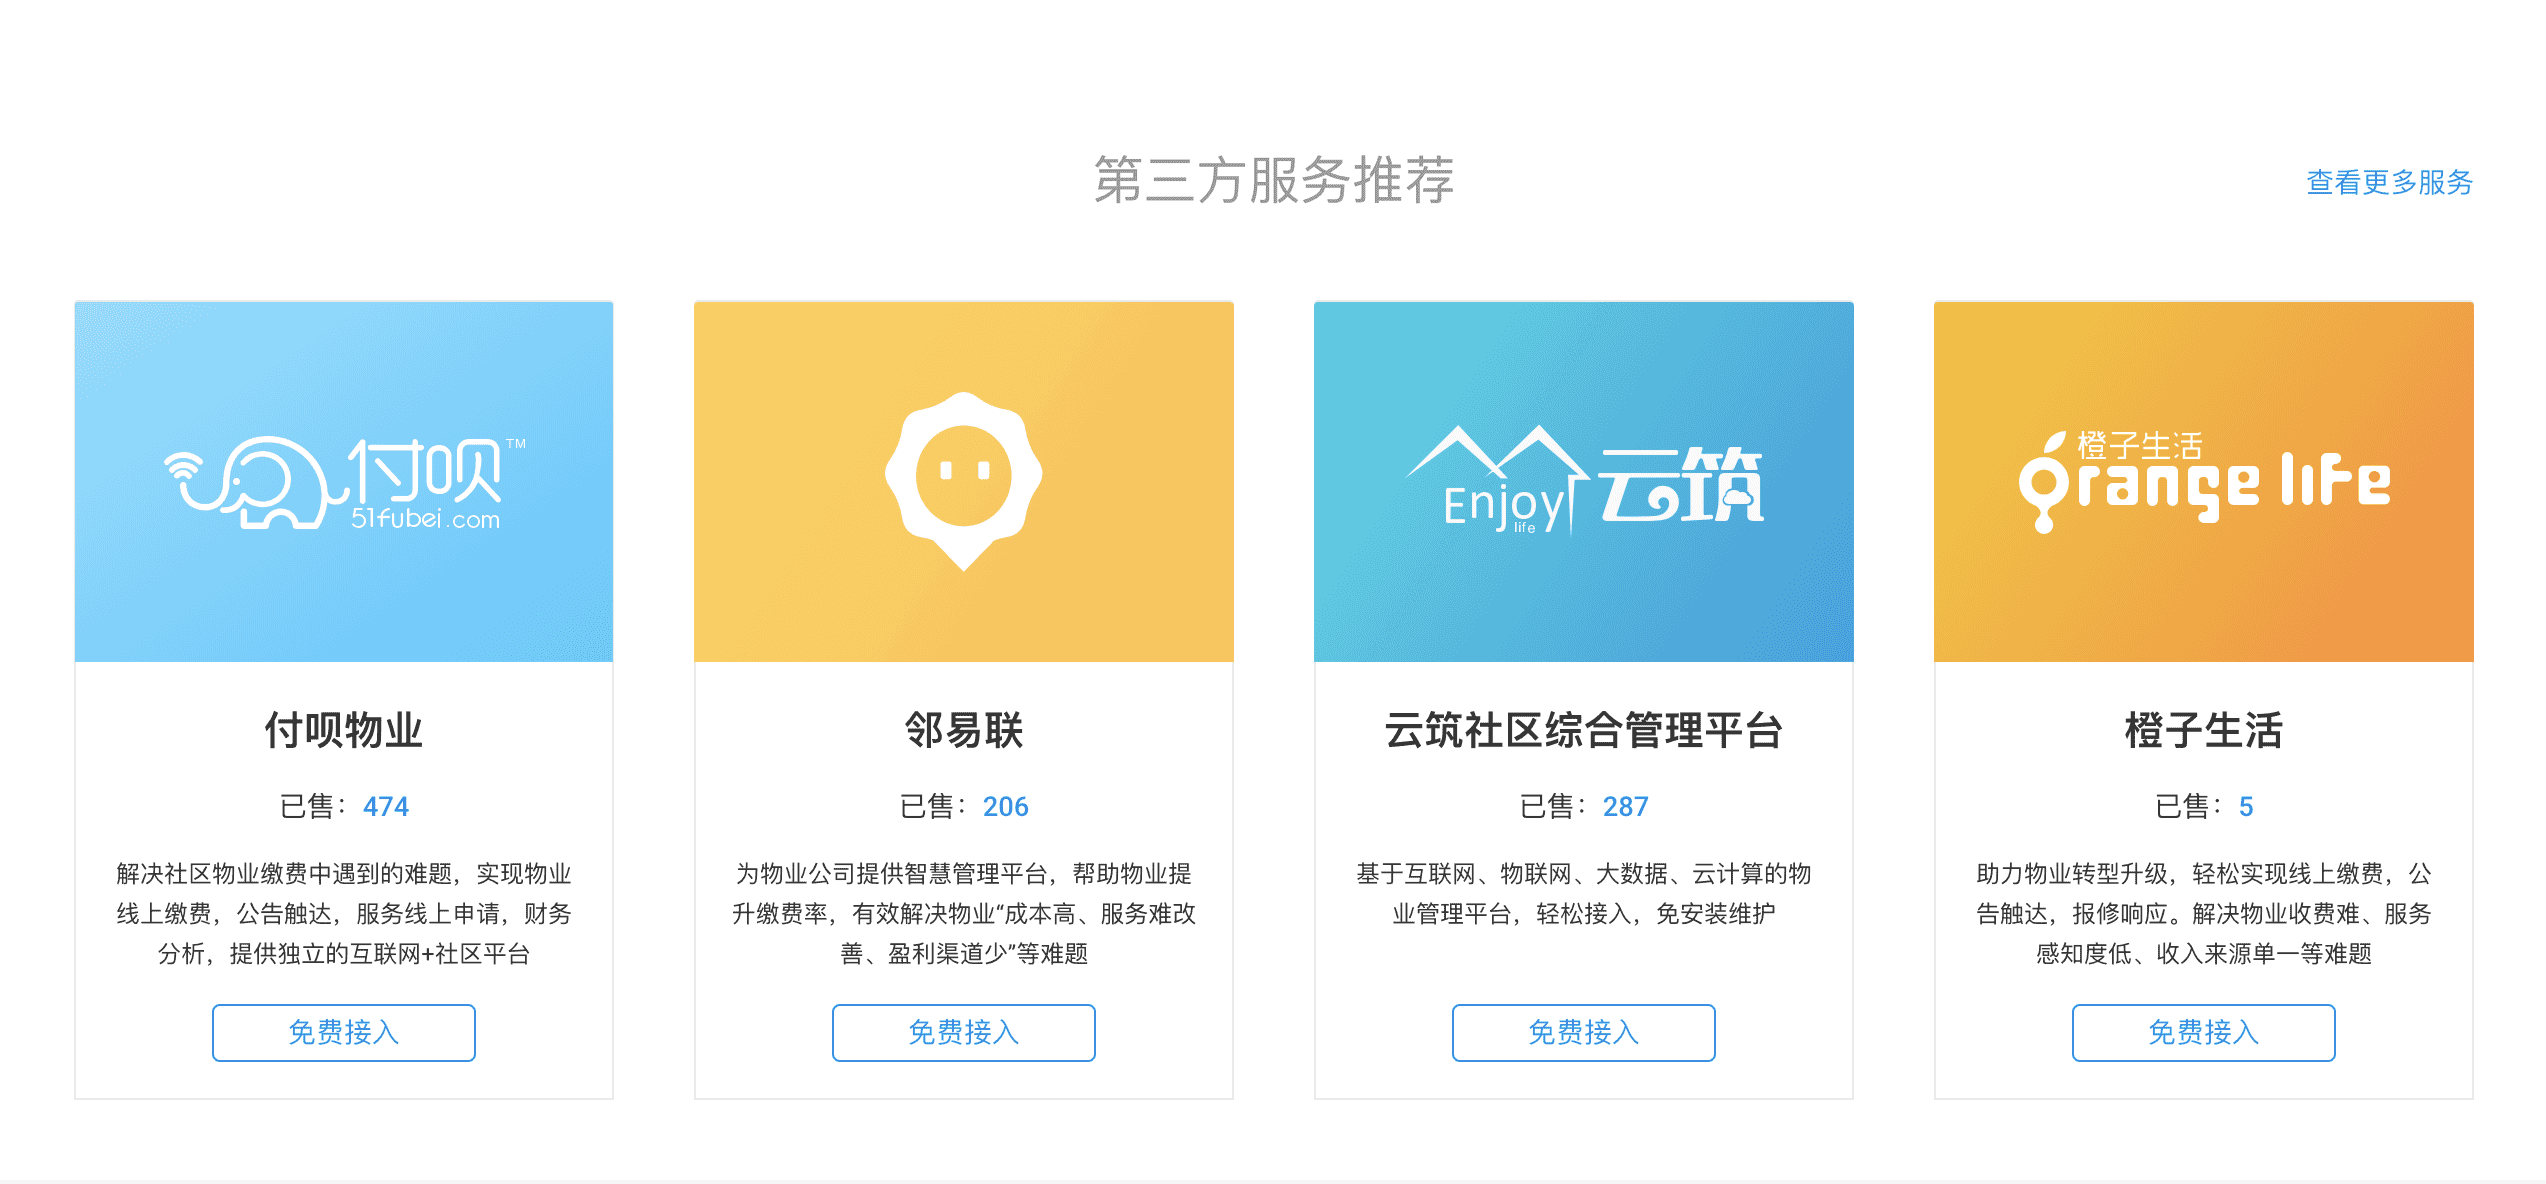 第三方服务推荐
查看更多服务
付呗™
51fubei.com
付呗物业
已售：474
解决社区物业缴费中遇到的难题，实现物业
线上缴费，公告触达，服务线上申请，财务
分析，提供独立的互联网+社区平台
免费接入
邻易联
已售：206
为物业公司提供智慧管理平台，帮助物业提
升缴费率，有效解决物业“成本高、服务难改
善、盈利渠道少”等难题
免费接入
Enjoy life 云筑
云筑社区综合管理平台
已售：287
基于互联网、物联网、大数据、云计算的物
业管理平台，轻松接入，免安装维护
免费接入
橙子生活
Orange life
橙子生活
已售：5
助力物业转型升级，轻松实现线上缴费，公
告触达，报修响应。解决物业收费难、服务
感知度低、收入来源单一等难题
免费接入